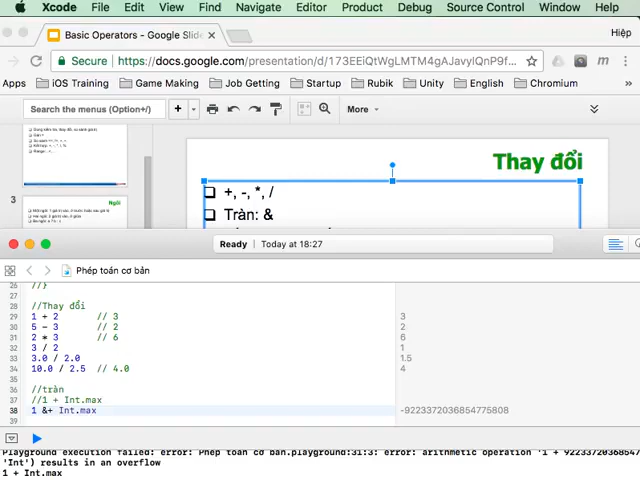 Xcode File Edit View Find Navigate Editor Product Debug Source Control Window Help
Basic Operators - Google Slide
Hiệp
Secure https://docs.google.com/presentation/d/173EEiQtWgLMTM4gAJavylQnP9f...
Apps iOS Training Game Making Job Getting Startup Rubik Unity English Chromium
Search the menus (Option+/) More
3
Ngôi
Thay đổi
+, -, *, /
Tràn: &
Ready Today at 18:27
Phép toán cơ bản
26 //}
27
28 //Thay đổi
29 1 + 2 // 3 3
30 5 - 3 // 2 2
31 2 * 3 // 6 6
32 3 / 2 1
33 3.0 / 2.0 1.5
34 10.0 / 2.5 // 4.0 4
35
36 //tràn
37 //1 + Int.max
38 1 &+ Int.max -9223372036854775808
39
Playground execution failed: error: Phép toán cơ bản.playground:31:3: error: arithmetic operation '1 + 92233720368547
'Int') results in an overflow
1 + Int.max